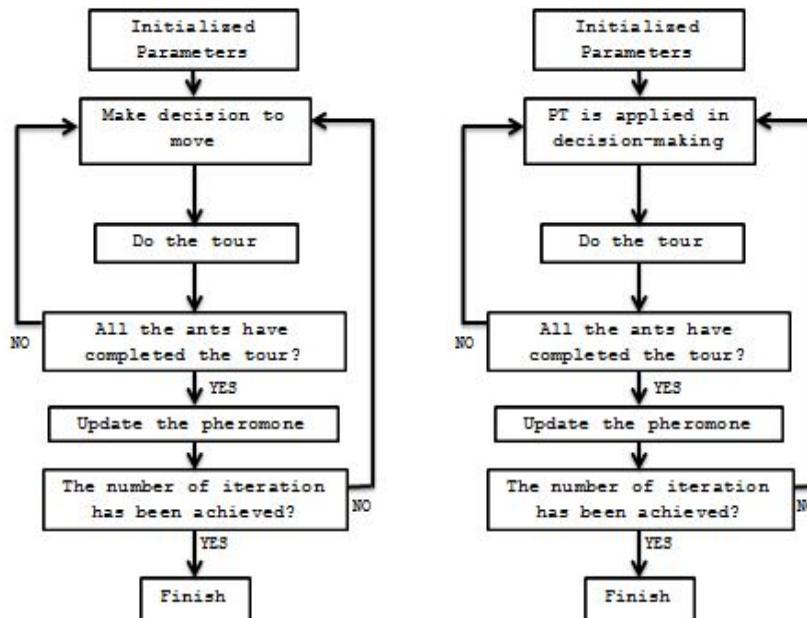 Initialized
Parameters
Make decision to
move
Do the tour
All the ants have
completed the tour?
NO
YES
Update the pheromone
The number of iteration
has been achieved?
NO
YES
Finish
Initialized
Parameters
PT is applied in
decision-making
Do the tour
All the ants have
completed the tour?
NO
YES
Update the pheromone
The number of iteration
has been achieved?
NO
YES
Finish